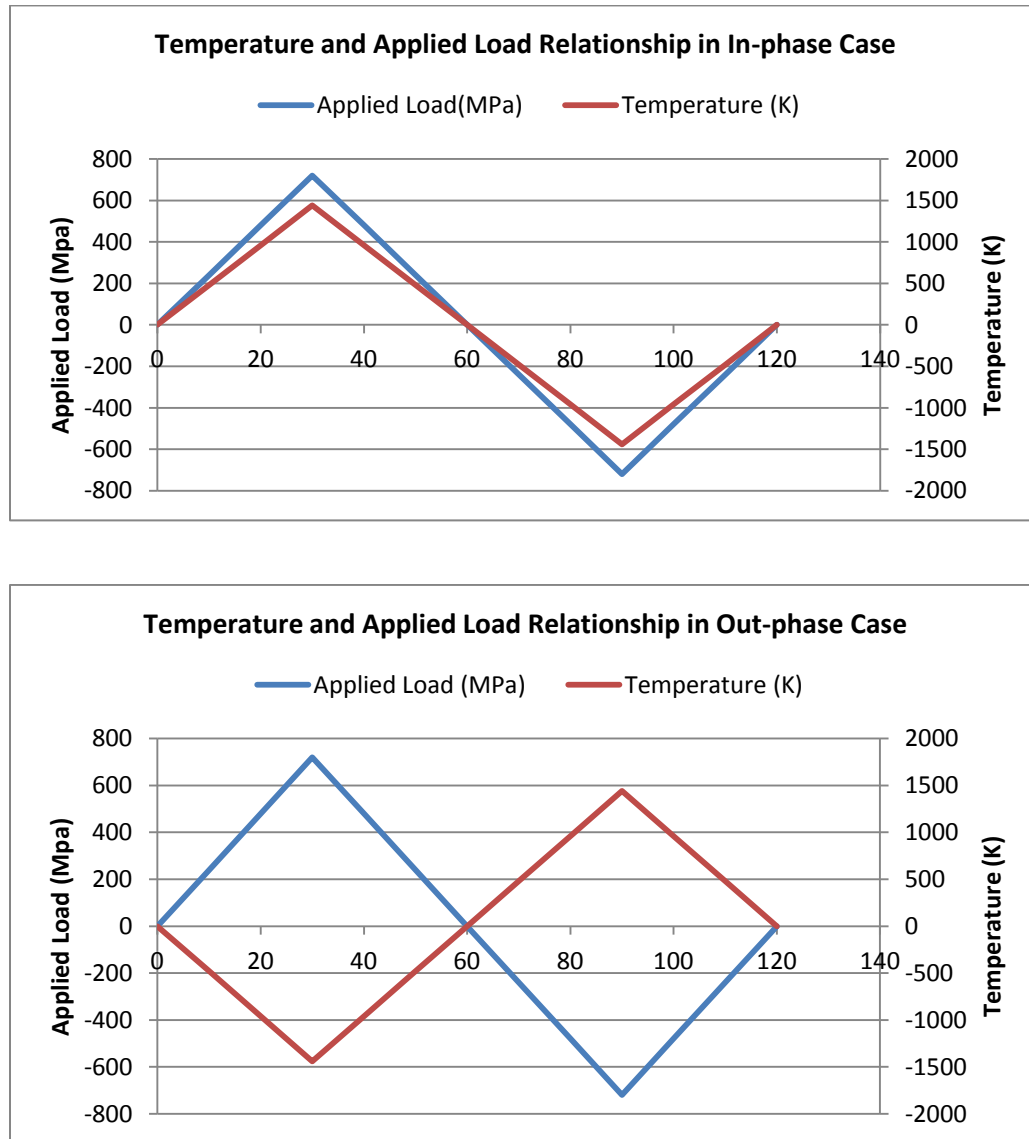 Temperature and Applied Load Relationship in In-phase Case
Applied Load(MPa) Temperature (K)
800 2000
600 1500
400 1000
200 500
0 0
0 20 40 60 80 100 120 140
-200 -500
-400 -1000
-600 -1500
-800 -2000
Applied Load (Mpa)
Temperature (K)
Temperature and Applied Load Relationship in Out-phase Case
Applied Load (MPa) Temperature (K)
800 2000
600 1500
400 1000
200 500
0 0
0 20 40 60 80 100 120 140
-200 -500
-400 -1000
-600 -1500
-800 -2000
Applied Load (Mpa)
Temperature (K)